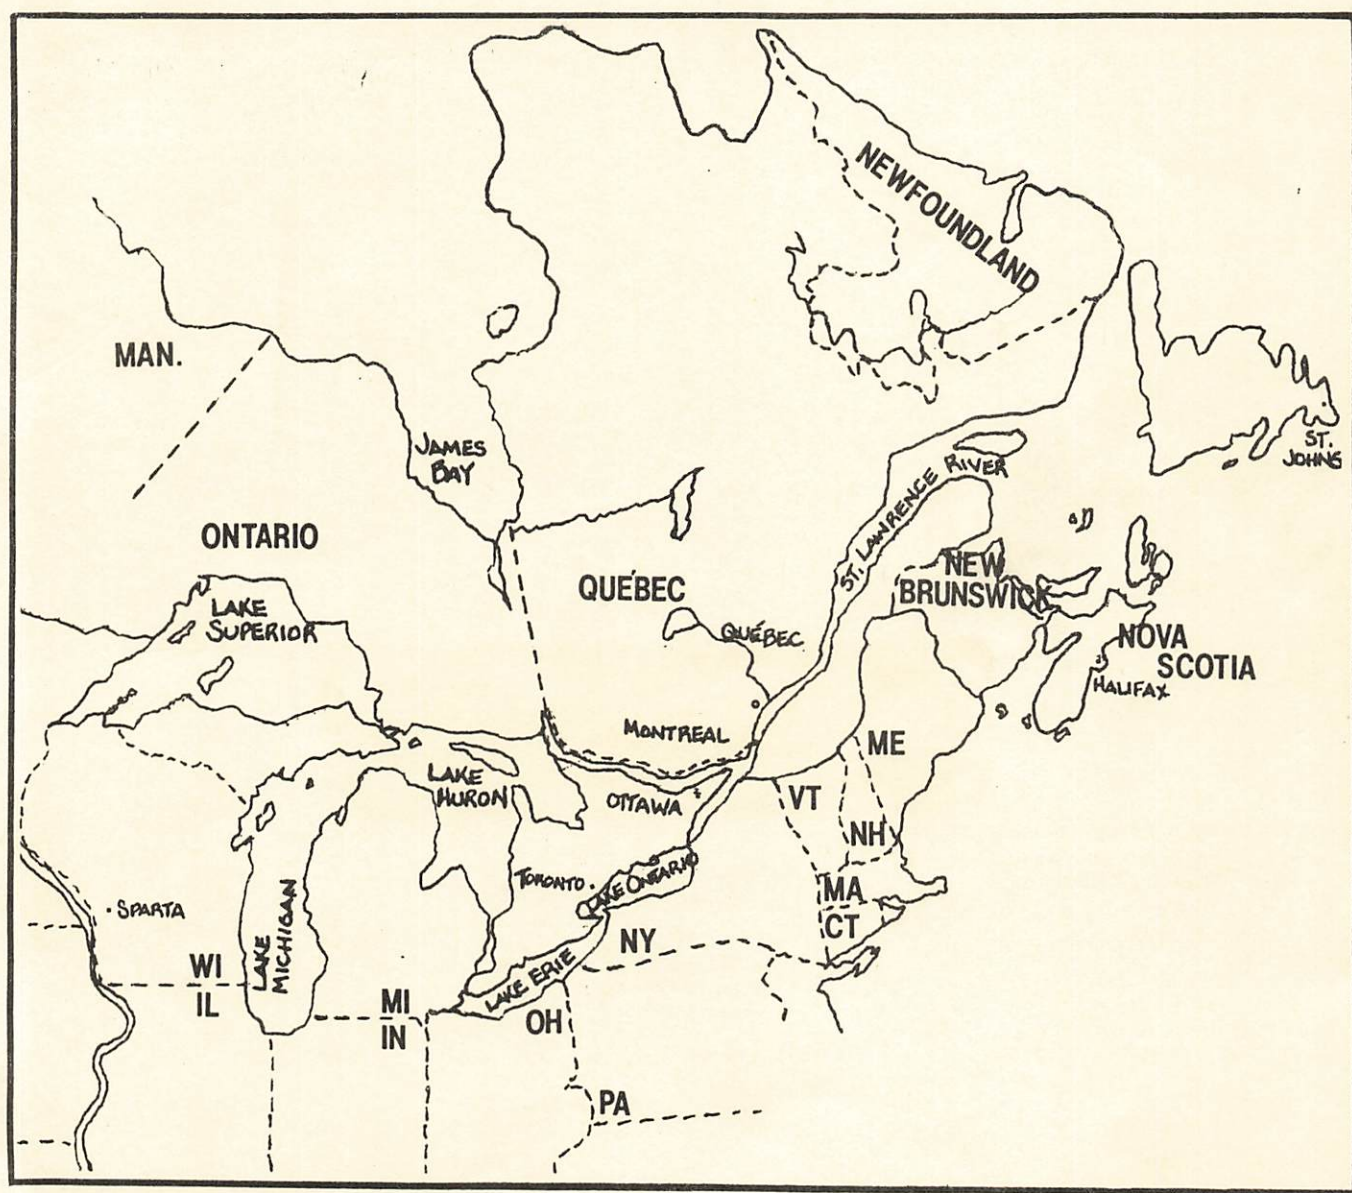 NEWFOUNDLAND
MAN.
JAMES
BAY
ST.
JOHNS
ST. LAWRENCE RIVER
ONTARIO
QUÉBEC
NEW
BRUNSWICK
LAKE
SUPERIOR
QUÉBEC
NOVA
SCOTIA
HALIFAX
MONTREAL
ME
LAKE
HURON
OTTAWA
VT
NH
TORONTO
LAKE ONTARIO
MA
SPARTA
CT
LAKE
MICHIGAN
NY
WI
IL
LAKE ERIE
MI
IN
OH
PA